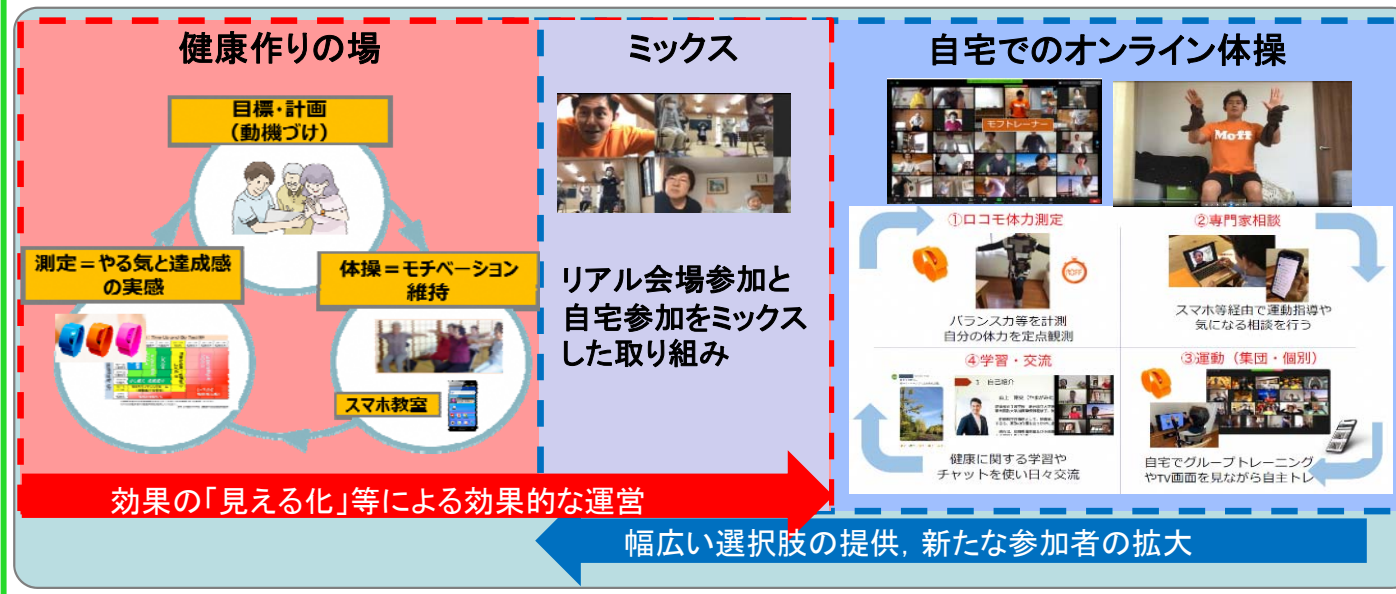 健康作りの場
ミックス
自宅でのオンライン体操
目標・計画
(動機づけ)
測定＝やる気と達成感
の実感
体操＝モチベーション
維持
スマホ教室
リアル会場参加と
自宅参加をミックス
した取り組み
モフトレーナー
Moff
①ロコモ体力測定
バランス力等を計測
自分の体力を定点観測
②専門家相談
スマホ等経由で運動指導や
気になる相談を行う
④学習・交流
1 自己紹介
健康に関する学習や
チャットを使い日々交流
③運動（集団・個別）
自宅でグループトレーニング
やTV画面を見ながら自主トレ
効果の「見える化」等による効果的な運営
幅広い選択肢の提供，新たな参加者の拡大